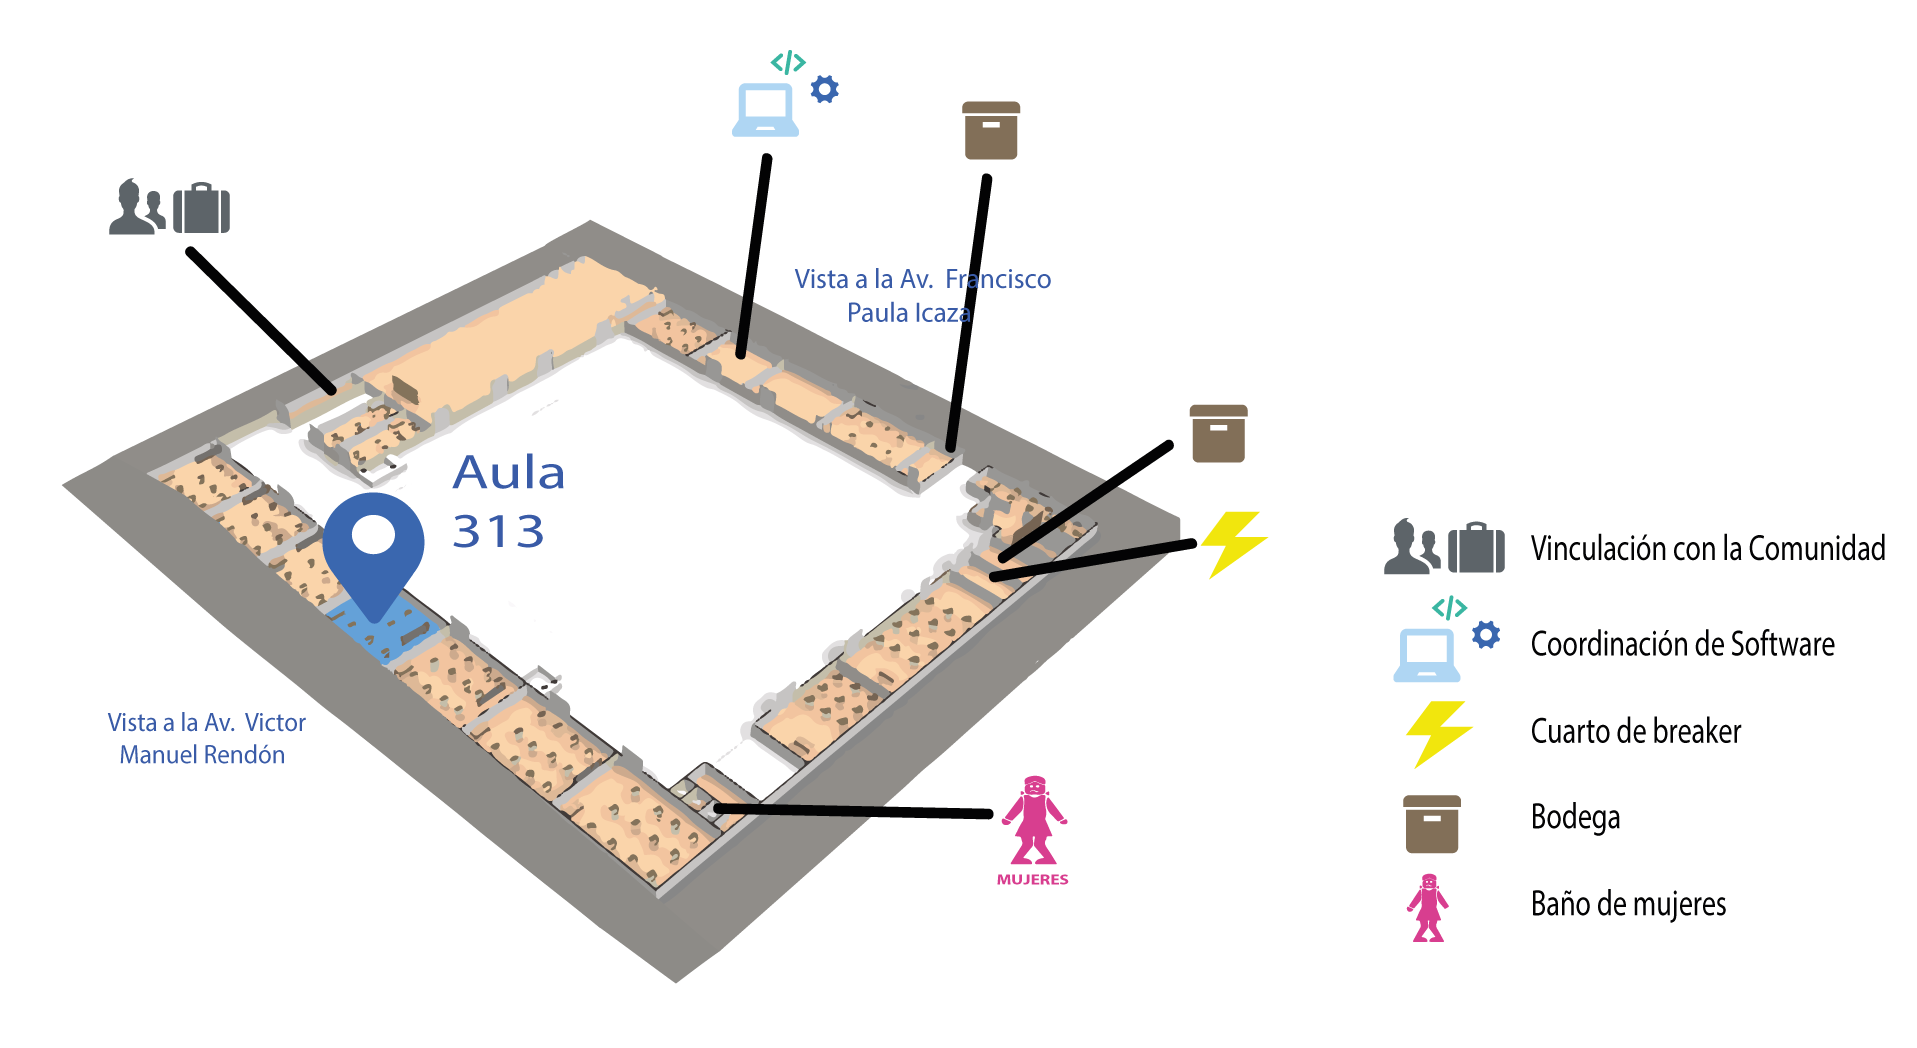 </>
Vista a la Av. Francisco
Paula Icaza
Aula
313
Vista a la Av. Victor
Manuel Rendón
MUJERES
Vinculación con la Comunidad
</>
Coordinación de Software
Cuarto de breaker
Bodega
Baño de mujeres